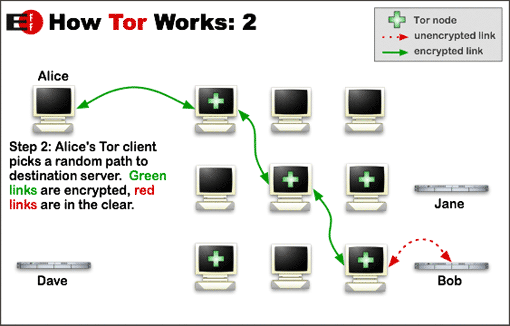 EFF How Tor Works: 2
Tor node
unencrypted link
encrypted link
Alice
Step 2: Alice's Tor client
picks a random path to
destination server. Green
links are encrypted, red
links are in the clear.
Jane
Dave
Bob